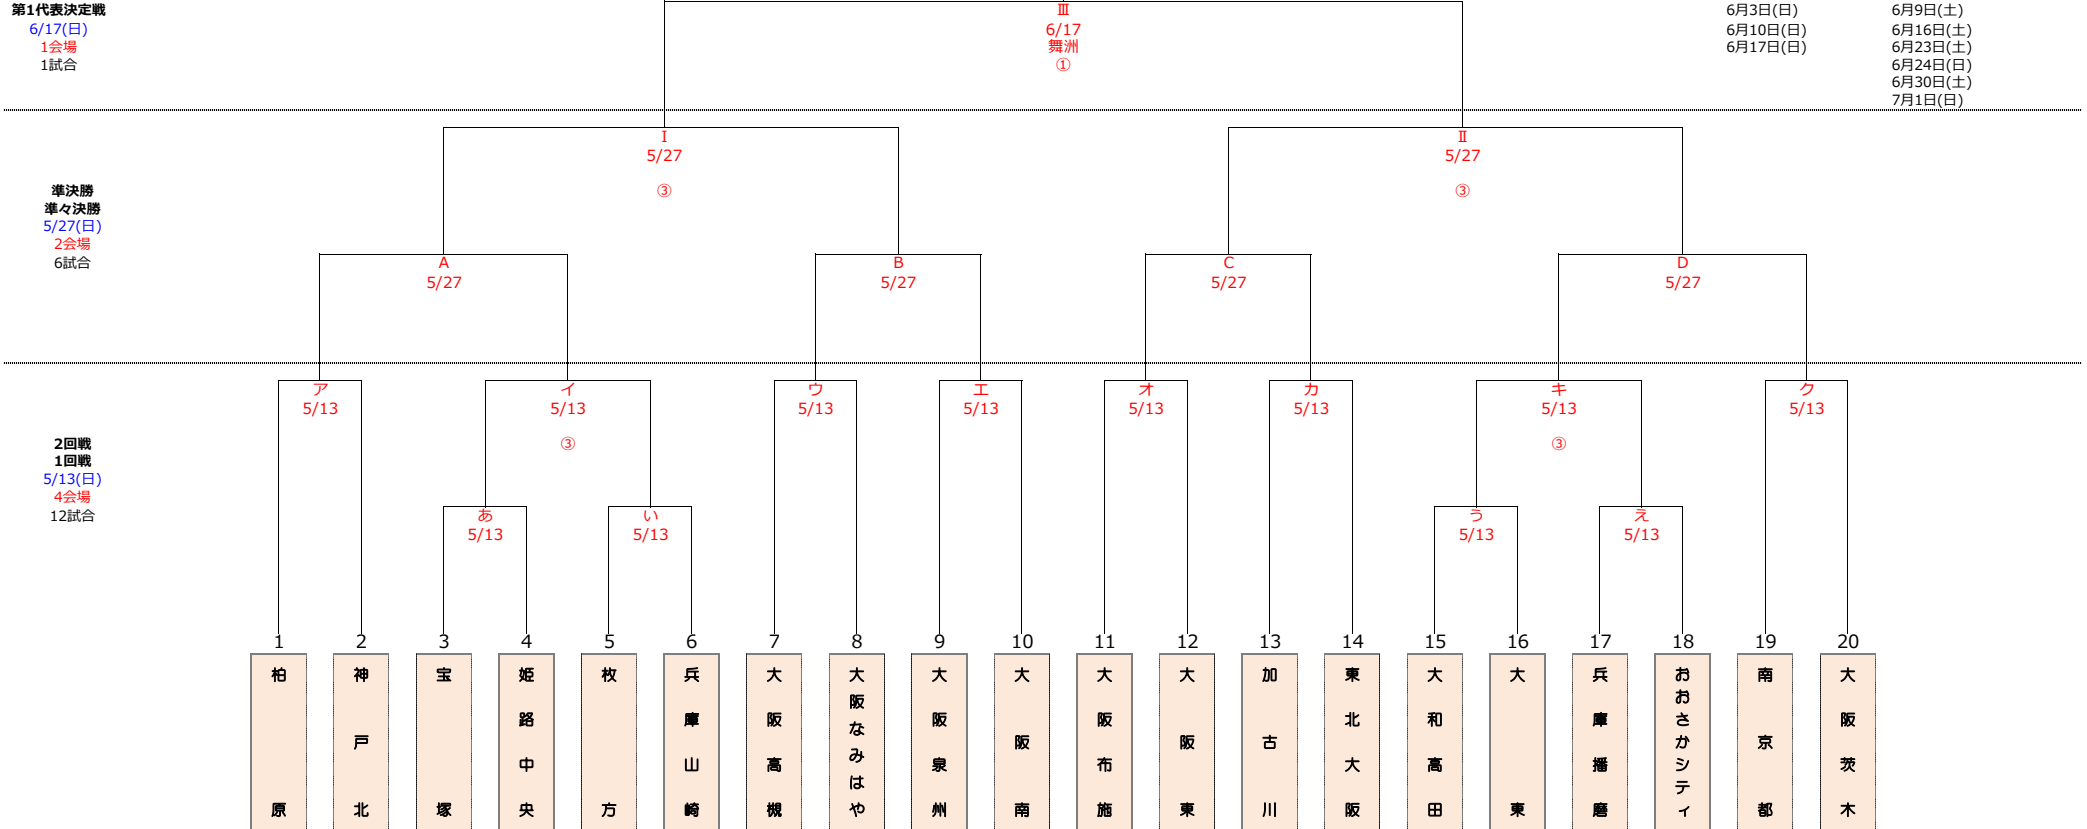 第1代表決定戦
6/17(日)
1会場
1試合
Ⅲ
6/17
舞洲
①
6月3日(日)
6月10日(日)
6月17日(日)
6月9日(土)
6月16日(土)
6月23日(土)
6月24日(日)
6月30日(土)
7月1日(日)
準決勝
準々決勝
5/27(日)
2会場
6試合
Ⅰ
5/27
③
Ⅱ
5/27
③
A
5/27
B
5/27
C
5/27
D
5/27
2回戦
1回戦
5/13(日)
4会場
12試合
ア
5/13
イ
5/13
③
ウ
5/13
エ
5/13
オ
5/13
カ
5/13
キ
5/13
③
ク
5/13
あ
5/13
い
5/13
う
5/13
え
5/13
1
柏原
2
神戸北
3
宝塚
4
姫路中央
5
枚方
6
兵庫山崎
7
大阪高槻
8
大阪なみはや
9
大阪泉州
10
大阪南
11
大阪布施
12
大阪東
13
加古川
14
東北大阪
15
大和高田
16
大東
17
兵庫播磨
18
おおさかシティ
19
南京都
20
大阪茨木